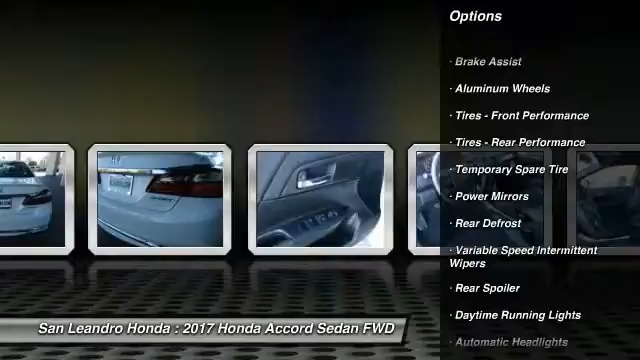 Options
· Brake Assist
· Aluminum Wheels
· Tires - Front Performance
· Tires - Rear Performance
· Temporary Spare Tire
· Power Mirrors
· Rear Defrost
· Variable Speed Intermittent
Wipers
· Rear Spoiler
· Daytime Running Lights
· Automatic Headlights
San Leandro Honda : 2017 Honda Accord Sedan FWD